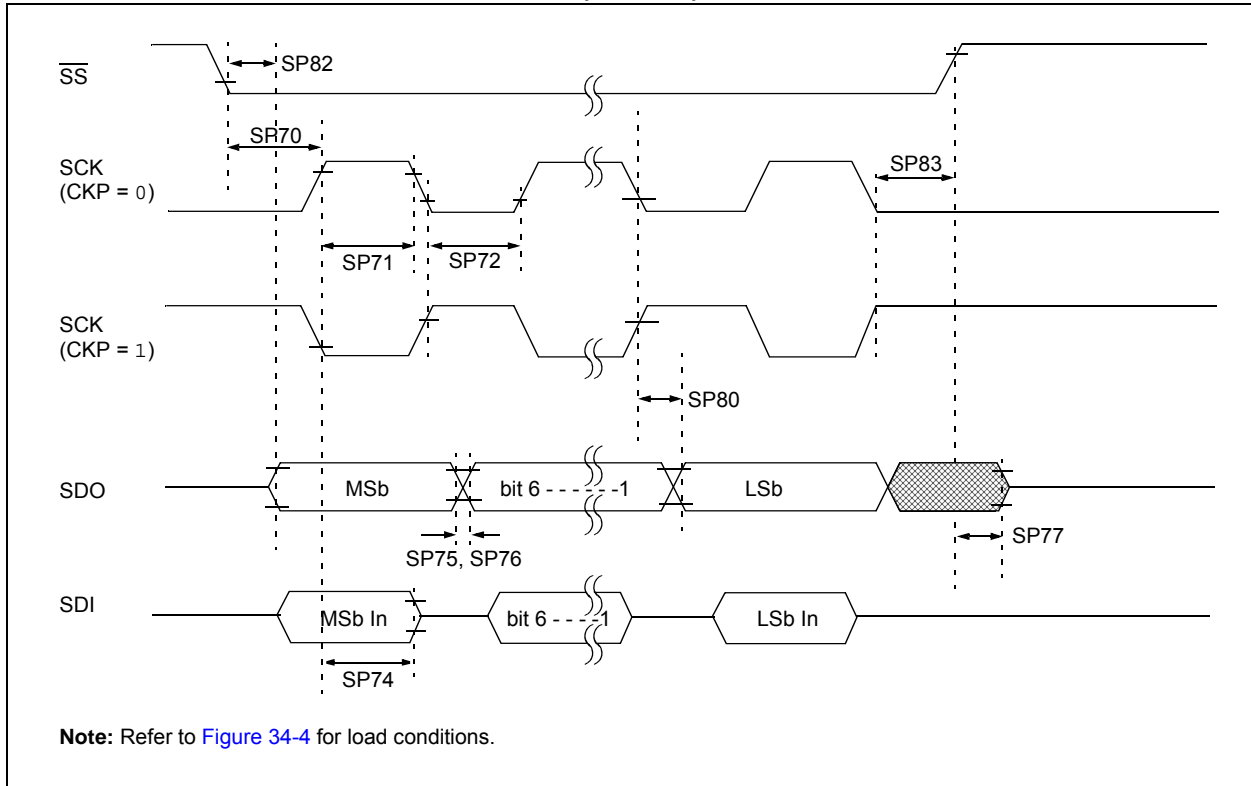 SS
SP82
SP70
SCK
(CKP = 0)
SP83
SP71
SP72
SCK
(CKP = 1)
SP80
SDO
MSb
bit 6 - - - - - -1
LSb
SP75, SP76
SP77
SDI
MSb In
bit 6 - - - -1
LSb In
SP74
Note: Refer to Figure 34-4 for load conditions.